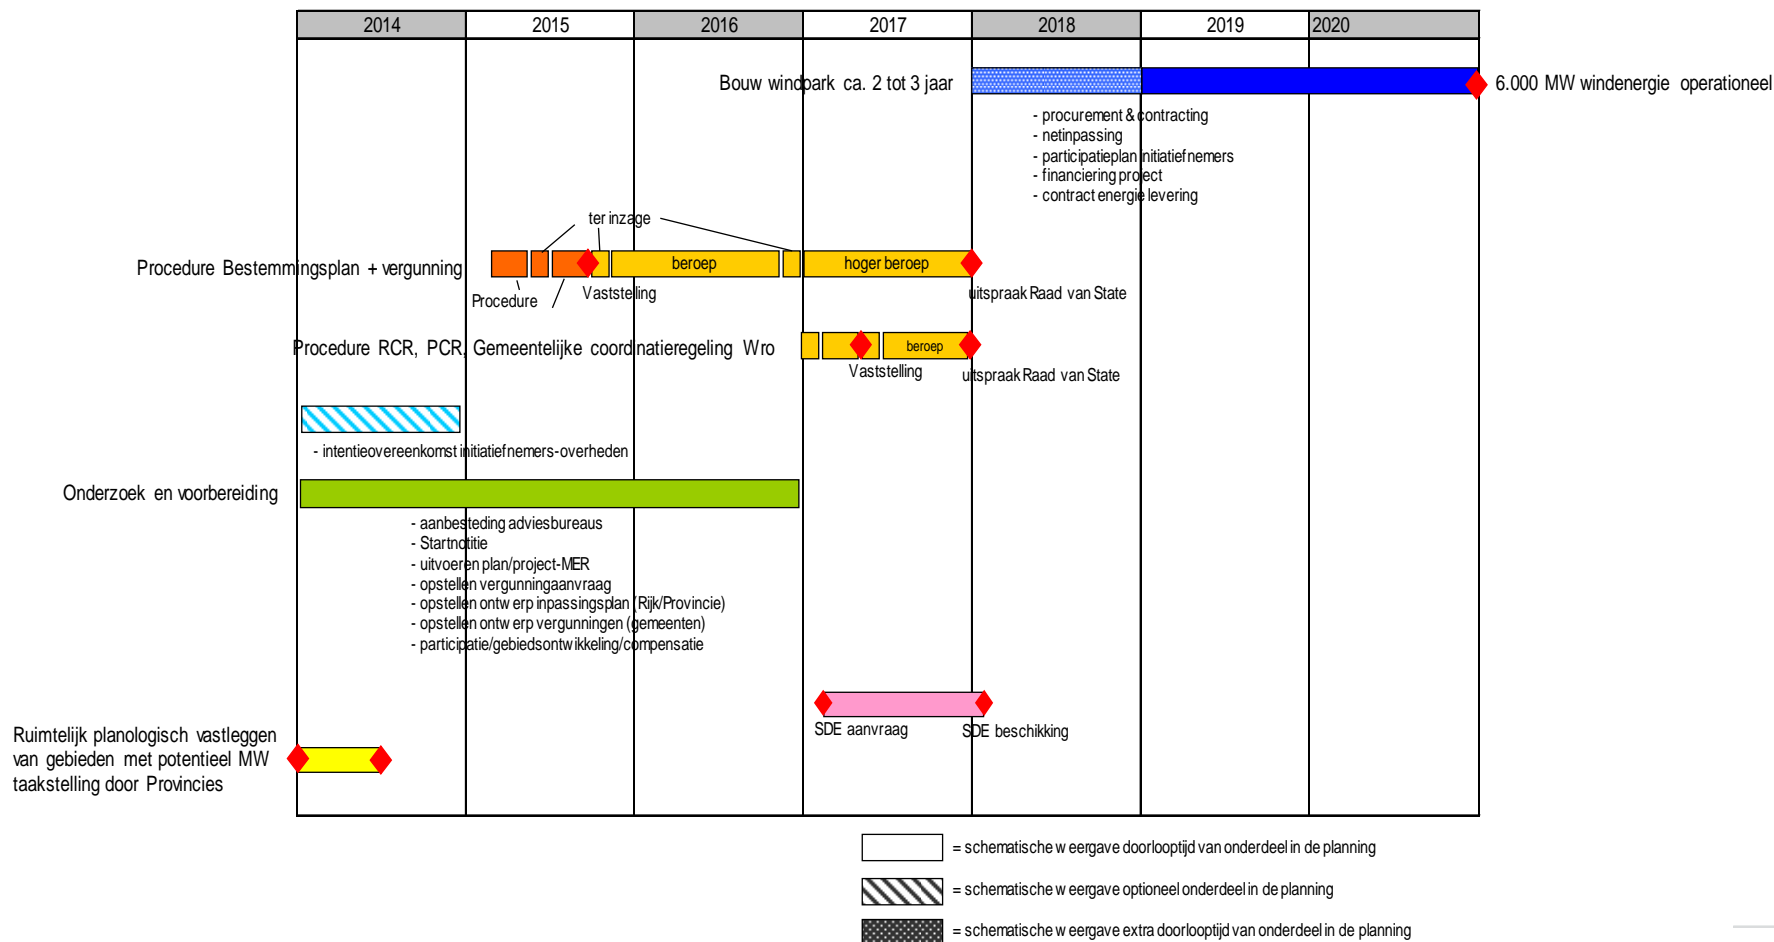 2014 2015 2016 2017 2018 2019 2020
Bouw windpark ca. 2 tot 3 jaar
6.000 MW windenergie operationeel
- procurement & contracting
- netinpassing
- participatieplan initiatiefnemers
- financiering project
- contract energie levering
ter inzage
Procedure Bestemmingsplan + vergunning
beroep
hoger beroep
Procedure
Vaststelling
uitspraak Raad van State
Procedure RCR, PCR, Gemeentelijke coordinatieregeling Wro
beroep
Vaststelling
uitspraak Raad van State
- intentieovereenkomst initiatiefnemers-overheden
Onderzoek en voorbereiding
- aanbesteding adviesbureaus
- Startnotitie
- uitvoeren plan/project-MER
- opstellen vergunningaanvraag
- opstellen ontwerp inpassingsplan (Rijk/Provincie)
- opstellen ontwerp vergunningen (gemeenten)
- participatie/gebiedsontwikkeling/compensatie
SDE aanvraag
SDE beschikking
Ruimtelijk planologisch vastleggen
van gebieden met potentieel MW
taakstelling door Provincies
= schematische weergave doorlooptijd van onderdeel in de planning
= schematische weergave optioneel onderdeel in de planning
= schematische weergave extra doorlooptijd van onderdeel in de planning